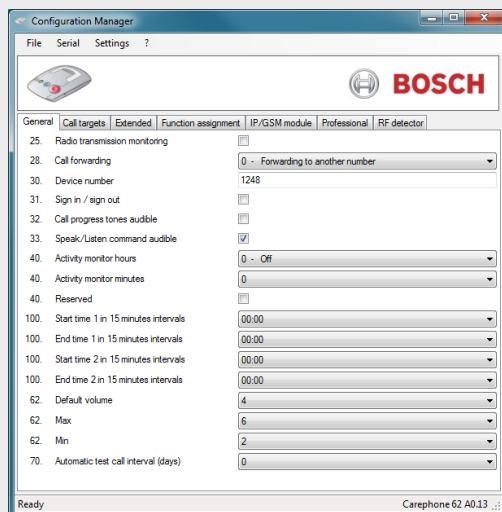 Configuration Manager
File Serial Settings ?
BOSCH
General Call targets Extended Function assignment IP/GSM module Professional RF detector
25. Radio transmission monitoring
28. Call forwarding 0 - Forwarding to another number
30. Device number 1248
31. Sign in / sign out
32. Call progress tones audible
33. Speak/Listen command audible
40. Activity monitor hours 0 - Off
40. Activity monitor minutes 0
40. Reserved
100. Start time 1 in 15 minutes intervals 00:00
100. End time 1 in 15 minutes intervals 00:00
100. Start time 2 in 15 minutes intervals 00:00
100. End time 2 in 15 minutes intervals 00:00
62. Default volume 4
62. Max 6
62. Min 2
70. Automatic test call interval (days) 0
Ready Carephone 62 A0.13